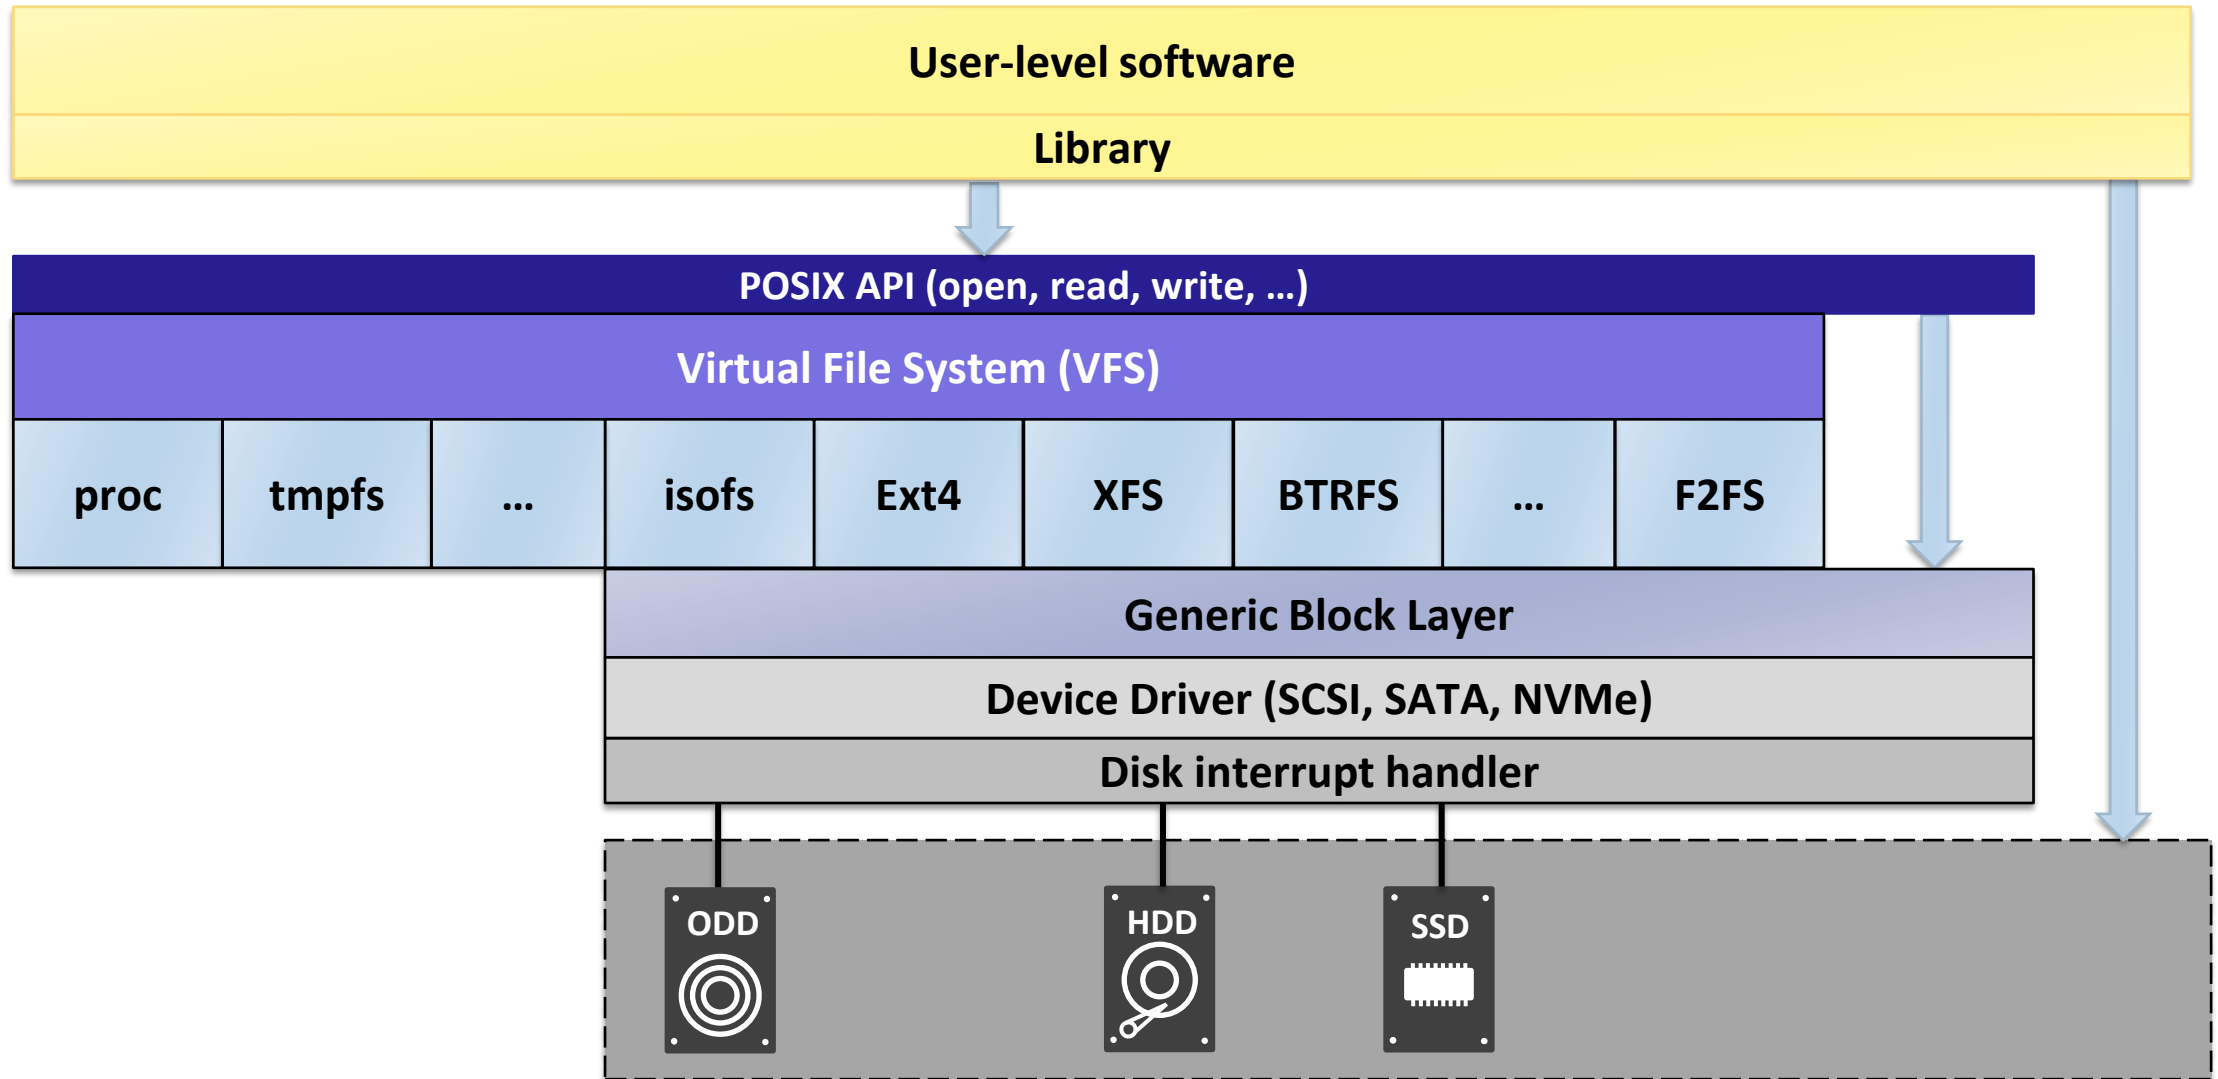 User-level software
Library
POSIX API (open, read, write, …)
Virtual File System (VFS)
proc
tmpfs
…
isofs
Ext4
XFS
BTRFS
…
F2FS
Generic Block Layer
Device Driver (SCSI, SATA, NVMe)
Disk interrupt handler
ODD
HDD
SSD